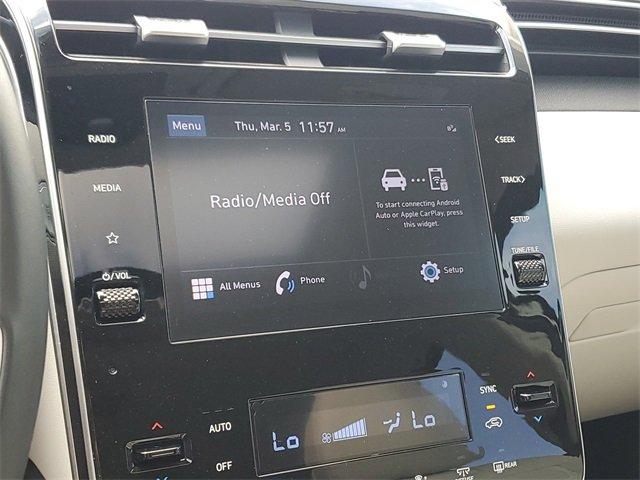 RADIO
MEDIA
⏻/VOL
Menu
Thu, Mar. 5 11:57 AM
Radio/Media Off
To start connecting Android
Auto or Apple CarPlay, press
this widget.
All Menus
Phone
Setup
<SEEK
TRACK>
SETUP
TUNE/FILE
AUTO
OFF
Lo
Lo
SYNC
REAR